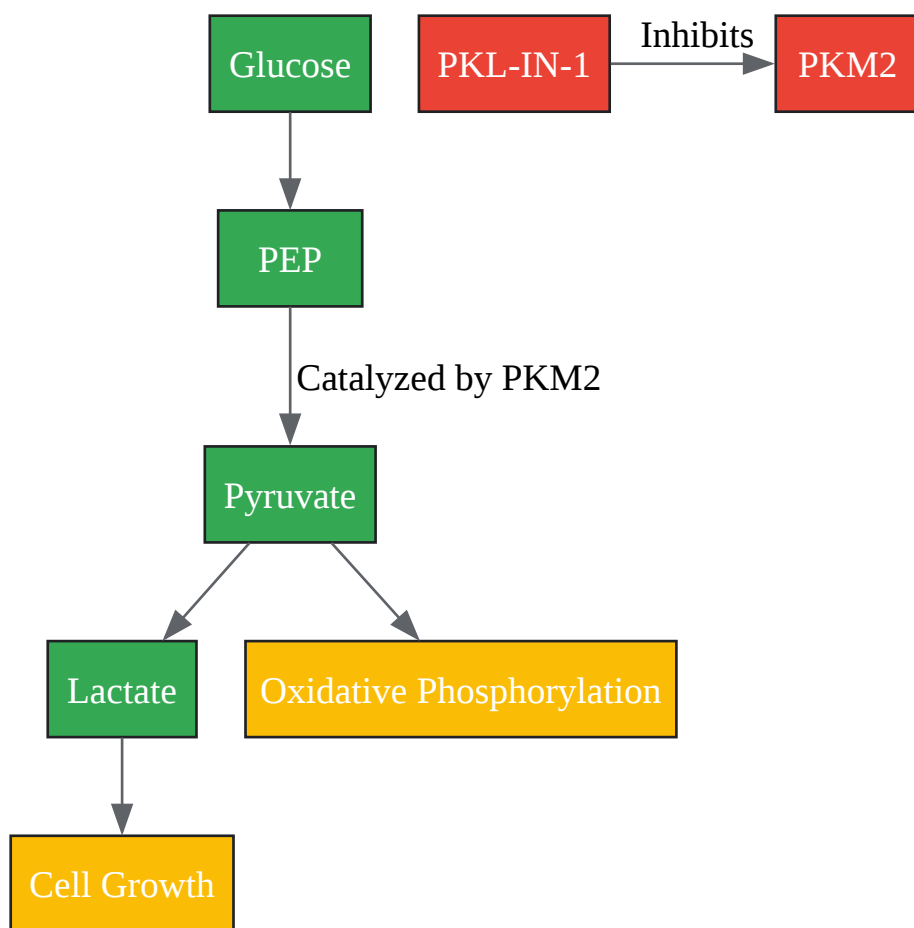 Glucose
PKL-IN-1
Inhibits
PKM2
PEP
Catalyzed by PKM2
Pyruvate
Lactate
Oxidative Phosphorylation
Cell Growth